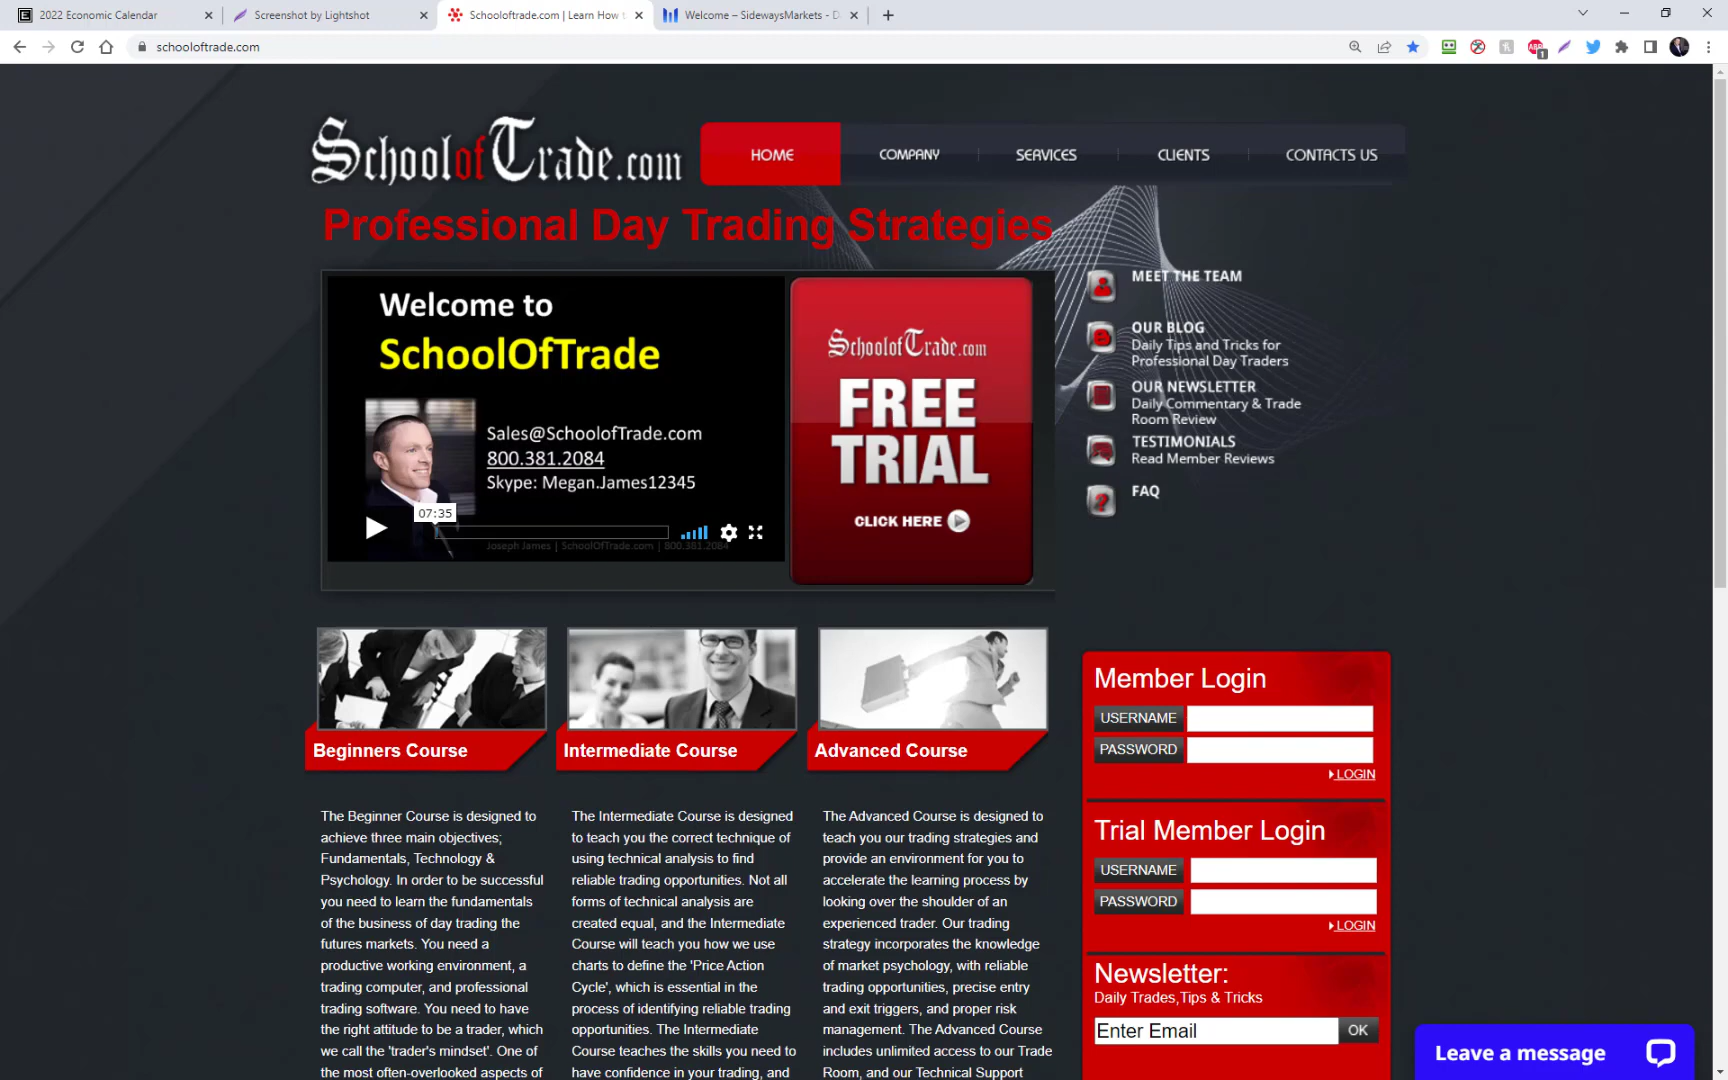 2022 Economic Calendar
Screenshot by Lightshot
Schooloftrade.com | Learn How t
Welcome – SidewaysMarkets - D
schooloftrade.com
SchoolofTrade.com
HOME
COMPANY
SERVICES
CLIENTS
CONTACTS US
Professional Day Trading Strategies
Welcome to
SchoolOfTrade
Sales@SchoolofTrade.com
800.381.2084
Skype: Megan.James12345
07:35
Joseph James | SchoolOfTrade.com | 800.381.2084
SchoolofTrade.com
FREE
TRIAL
CLICK HERE
MEET THE TEAM
OUR BLOG
Daily Tips and Tricks for
Professional Day Traders
OUR NEWSLETTER
Daily Commentary & Trade
Room Review
TESTIMONIALS
Read Member Reviews
FAQ
Beginners Course
The Beginner Course is designed to
achieve three main objectives;
Fundamentals, Technology &
Psychology. In order to be successful
you need to learn the fundamentals
of the business of day trading the
futures markets. You need a
productive working environment, a
trading computer, and professional
trading software. You need to have
the right attitude to be a trader, which
we call the 'trader's mindset'. One of
the most often-overlooked aspects of
Intermediate Course
The Intermediate Course is designed
to teach you the correct technique of
using technical analysis to find
reliable trading opportunities. Not all
forms of technical analysis are
created equal, and the Intermediate
Course will teach you how we use
charts to define the 'Price Action
Cycle', which is essential in the
process of identifying reliable trading
opportunities. The Intermediate
Course teaches the skills you need to
have confidence in your trading, and
Advanced Course
The Advanced Course is designed to
teach you our trading strategies and
provide an environment for you to
accelerate the learning process by
looking over the shoulder of an
experienced trader. Our trading
strategy incorporates the knowledge
of market psychology, with reliable
trading opportunities, precise entry
and exit triggers, and proper risk
management. The Advanced Course
includes unlimited access to our Trade
Room, and our Technical Support
Member Login
USERNAME
PASSWORD
LOGIN
Trial Member Login
USERNAME
PASSWORD
LOGIN
Newsletter:
Daily Trades,Tips & Tricks
Enter Email
OK
Leave a message